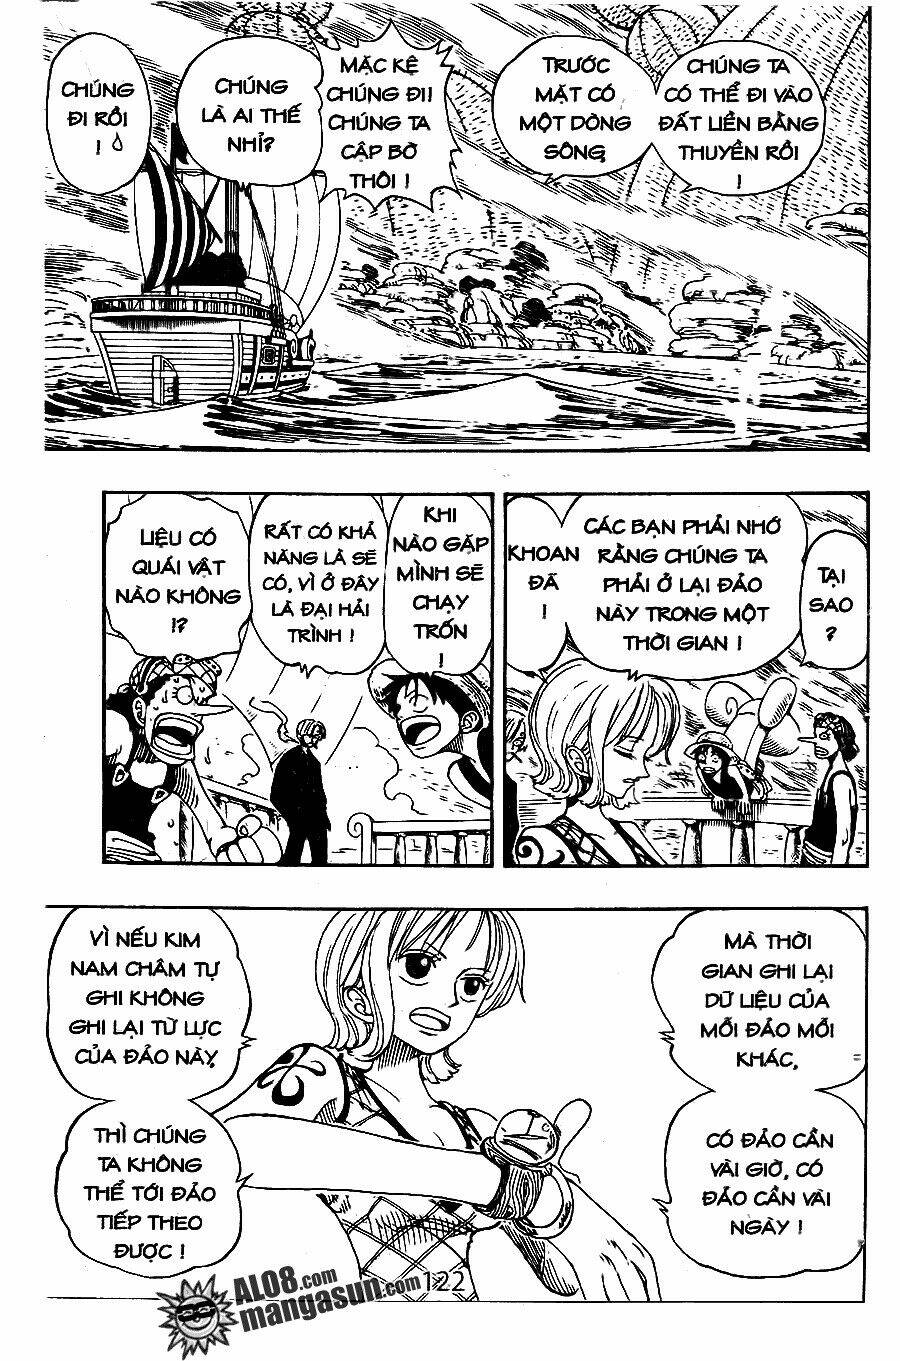 CHÚNG
ĐI RỒI
!
CHÚNG
LÀ AI THẾ
NHỈ?
MẶC KỆ
CHÚNG ĐI!
CHÚNG TA
CẬP BỜ
THÔI !
TRƯỚC
MẶT CÓ
MỘT DÒNG
SÔNG.
CHÚNG TA
CÓ THỂ ĐI VÀO
ĐẤT LIỀN BẰNG
THUYỀN RỒI
!
LIỆU CÓ
QUÁI VẬT
NÀO KHÔNG
!?
RẤT CÓ KHẢ
NĂNG LÀ SẼ
CÓ, VÌ Ở ĐÂY
LÀ ĐẠI HẢI
TRÌNH !
KHI
NÀO GẶP
MÌNH SẼ
CHẠY
TRỐN
!
KHOAN
ĐÃ
!
CÁC BẠN PHẢI NHỚ
RẰNG CHÚNG TA
PHẢI Ở LẠI ĐẢO
NÀY TRONG MỘT
THỜI GIAN !
TẠI
SAO
?
VÌ NẾU KIM
NAM CHÂM TỰ
GHI KHÔNG
GHI LẠI TỪ LỰC
CỦA ĐẢO NÀY.
THÌ CHÚNG
TA KHÔNG
THỂ TỚI ĐẢO
TIẾP THEO
ĐƯỢC !
MÀ THỜI
GIAN GHI LẠI
DỮ LIỆU CỦA
MỖI ĐẢO MỖI
KHÁC.
CÓ ĐẢO CẦN
VÀI GIỜ, CÓ
ĐẢO CẦN VÀI
NGÀY !
ALO8.com
mangasun.com
122